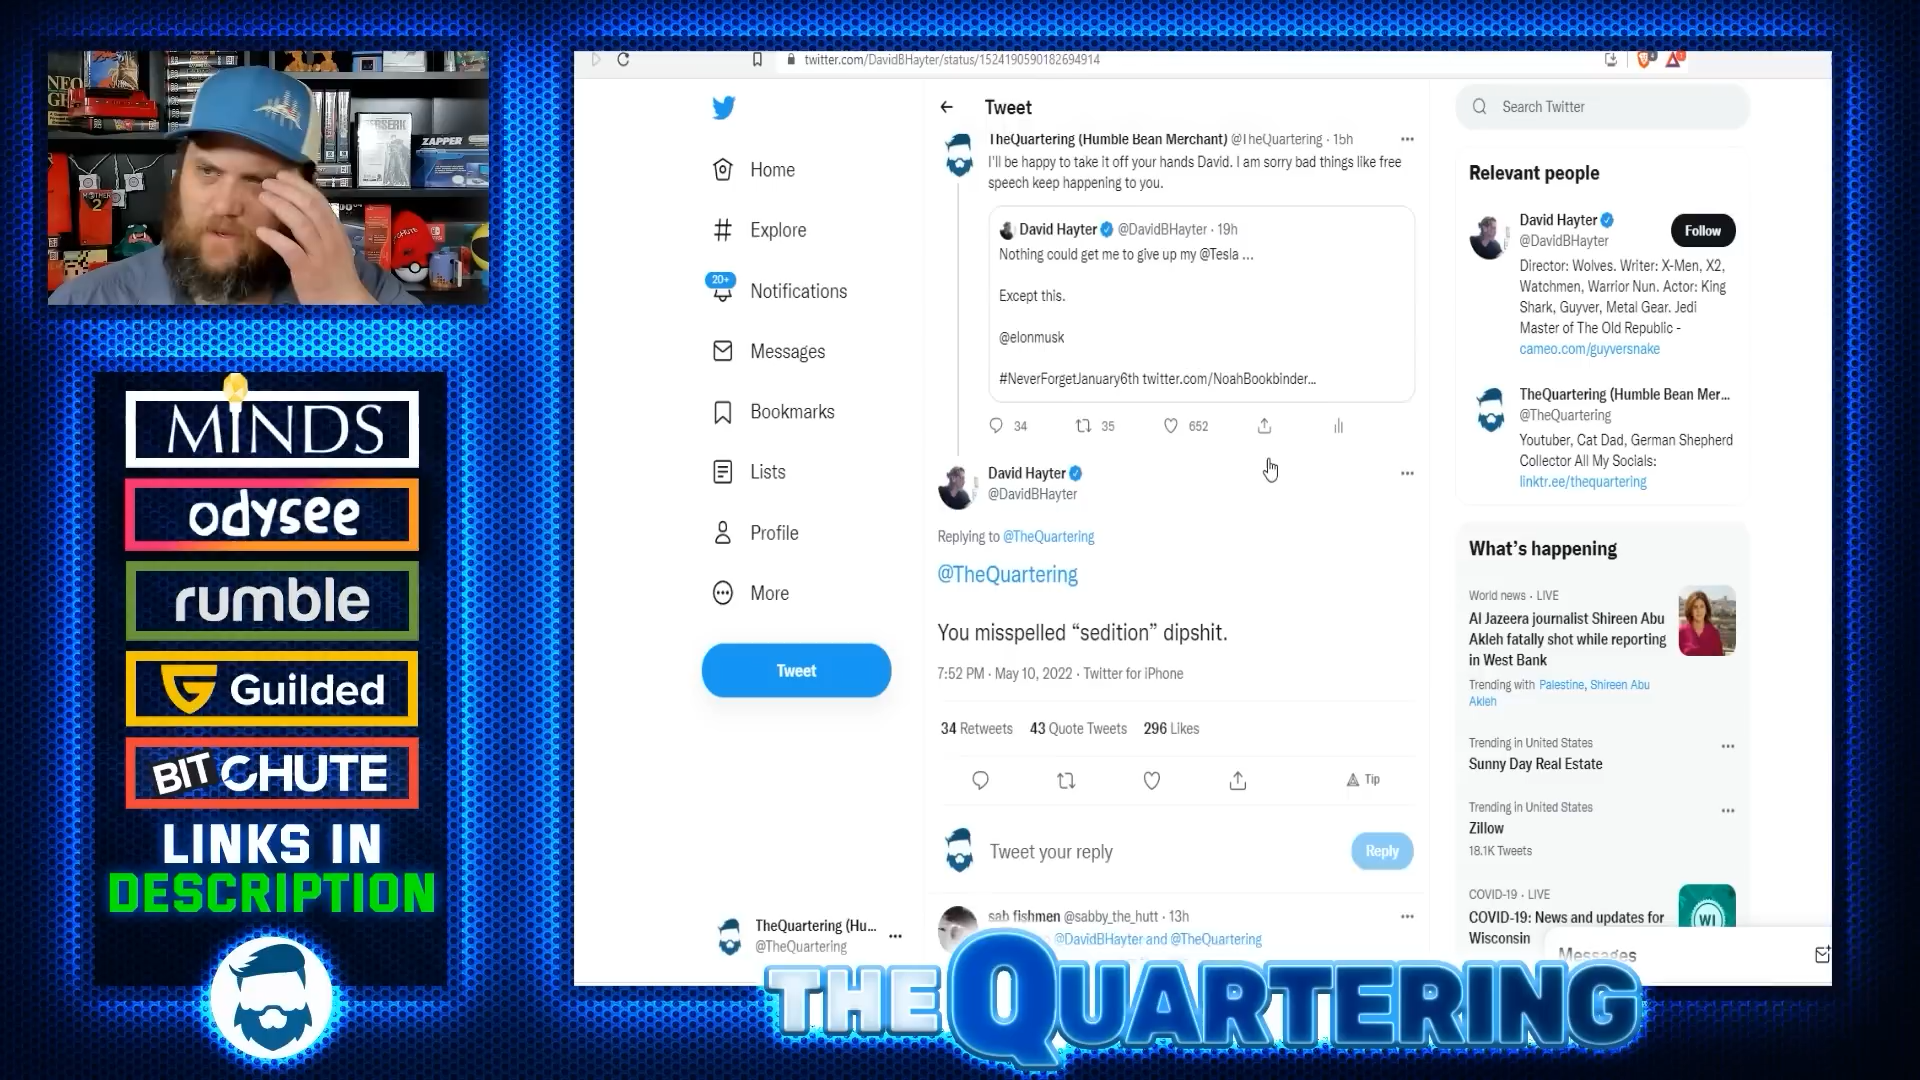 twitter.com/DavidBHayter/status/1524190590182694914
Home
Explore
20+
Notifications
Messages
Bookmarks
Lists
Profile
More
Tweet
TheQuartering (Hu...
@TheQuartering
Tweet
TheQuartering (Humble Bean Merchant) @TheQuartering · 15h
I'll be happy to take it off your hands David. I am sorry bad things like free
speech keep happening to you.
David Hayter @DavidBHayter · 19h
Nothing could get me to give up my @Tesla ...
Except this.
@elonmusk
#NeverForgetJanuary6th twitter.com/NoahBookbinder...
34 35 652
David Hayter
@DavidBHayter
Replying to @TheQuartering
@TheQuartering
You misspelled “sedition” dipshit.
7:52 PM · May 10, 2022 · Twitter for iPhone
34 Retweets 43 Quote Tweets 296 Likes
Tip
Tweet your reply
Reply
sab fishmen @sabby_the_hutt · 13h
@DavidBHayter and @TheQuartering
Search Twitter
Relevant people
David Hayter
@DavidBHayter
Follow
Director: Wolves. Writer: X-Men, X2,
Watchmen, Warrior Nun. Actor: King
Shark, Guyver, Metal Gear. Jedi
Master of The Old Republic -
cameo.com/guyversnake
TheQuartering (Humble Bean Mer...
@TheQuartering
Youtuber, Cat Dad, German Shepherd
Collector All My Socials:
linktr.ee/thequartering
What's happening
World news · LIVE
Al Jazeera journalist Shireen Abu
Akleh fatally shot while reporting
in West Bank
Trending with Palestine, Shireen Abu
Akleh
Trending in United States
Sunny Day Real Estate
Trending in United States
Zillow
18.1K Tweets
COVID-19 · LIVE
COVID-19: News and updates for
Wisconsin
WI
Messages
BERSERK
ZAPPER
MOTHER
2
MINDS
odysee
rumble
Guilded
BITCHUTE
LINKS IN
DESCRIPTION
THEQUARTERING